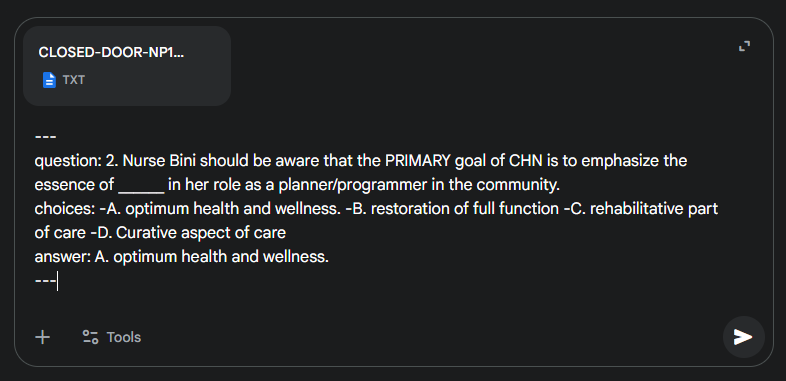 CLOSED-DOOR-NP1...
TXT
---
question: 2. Nurse Bini should be aware that the PRIMARY goal of CHN is to emphasize the
essence of ______ in her role as a planner/programmer in the community.
choices: -A. optimum health and wellness. -B. restoration of full function -C. rehabilitative part
of care -D. Curative aspect of care
answer: A. optimum health and wellness.
---
Tools